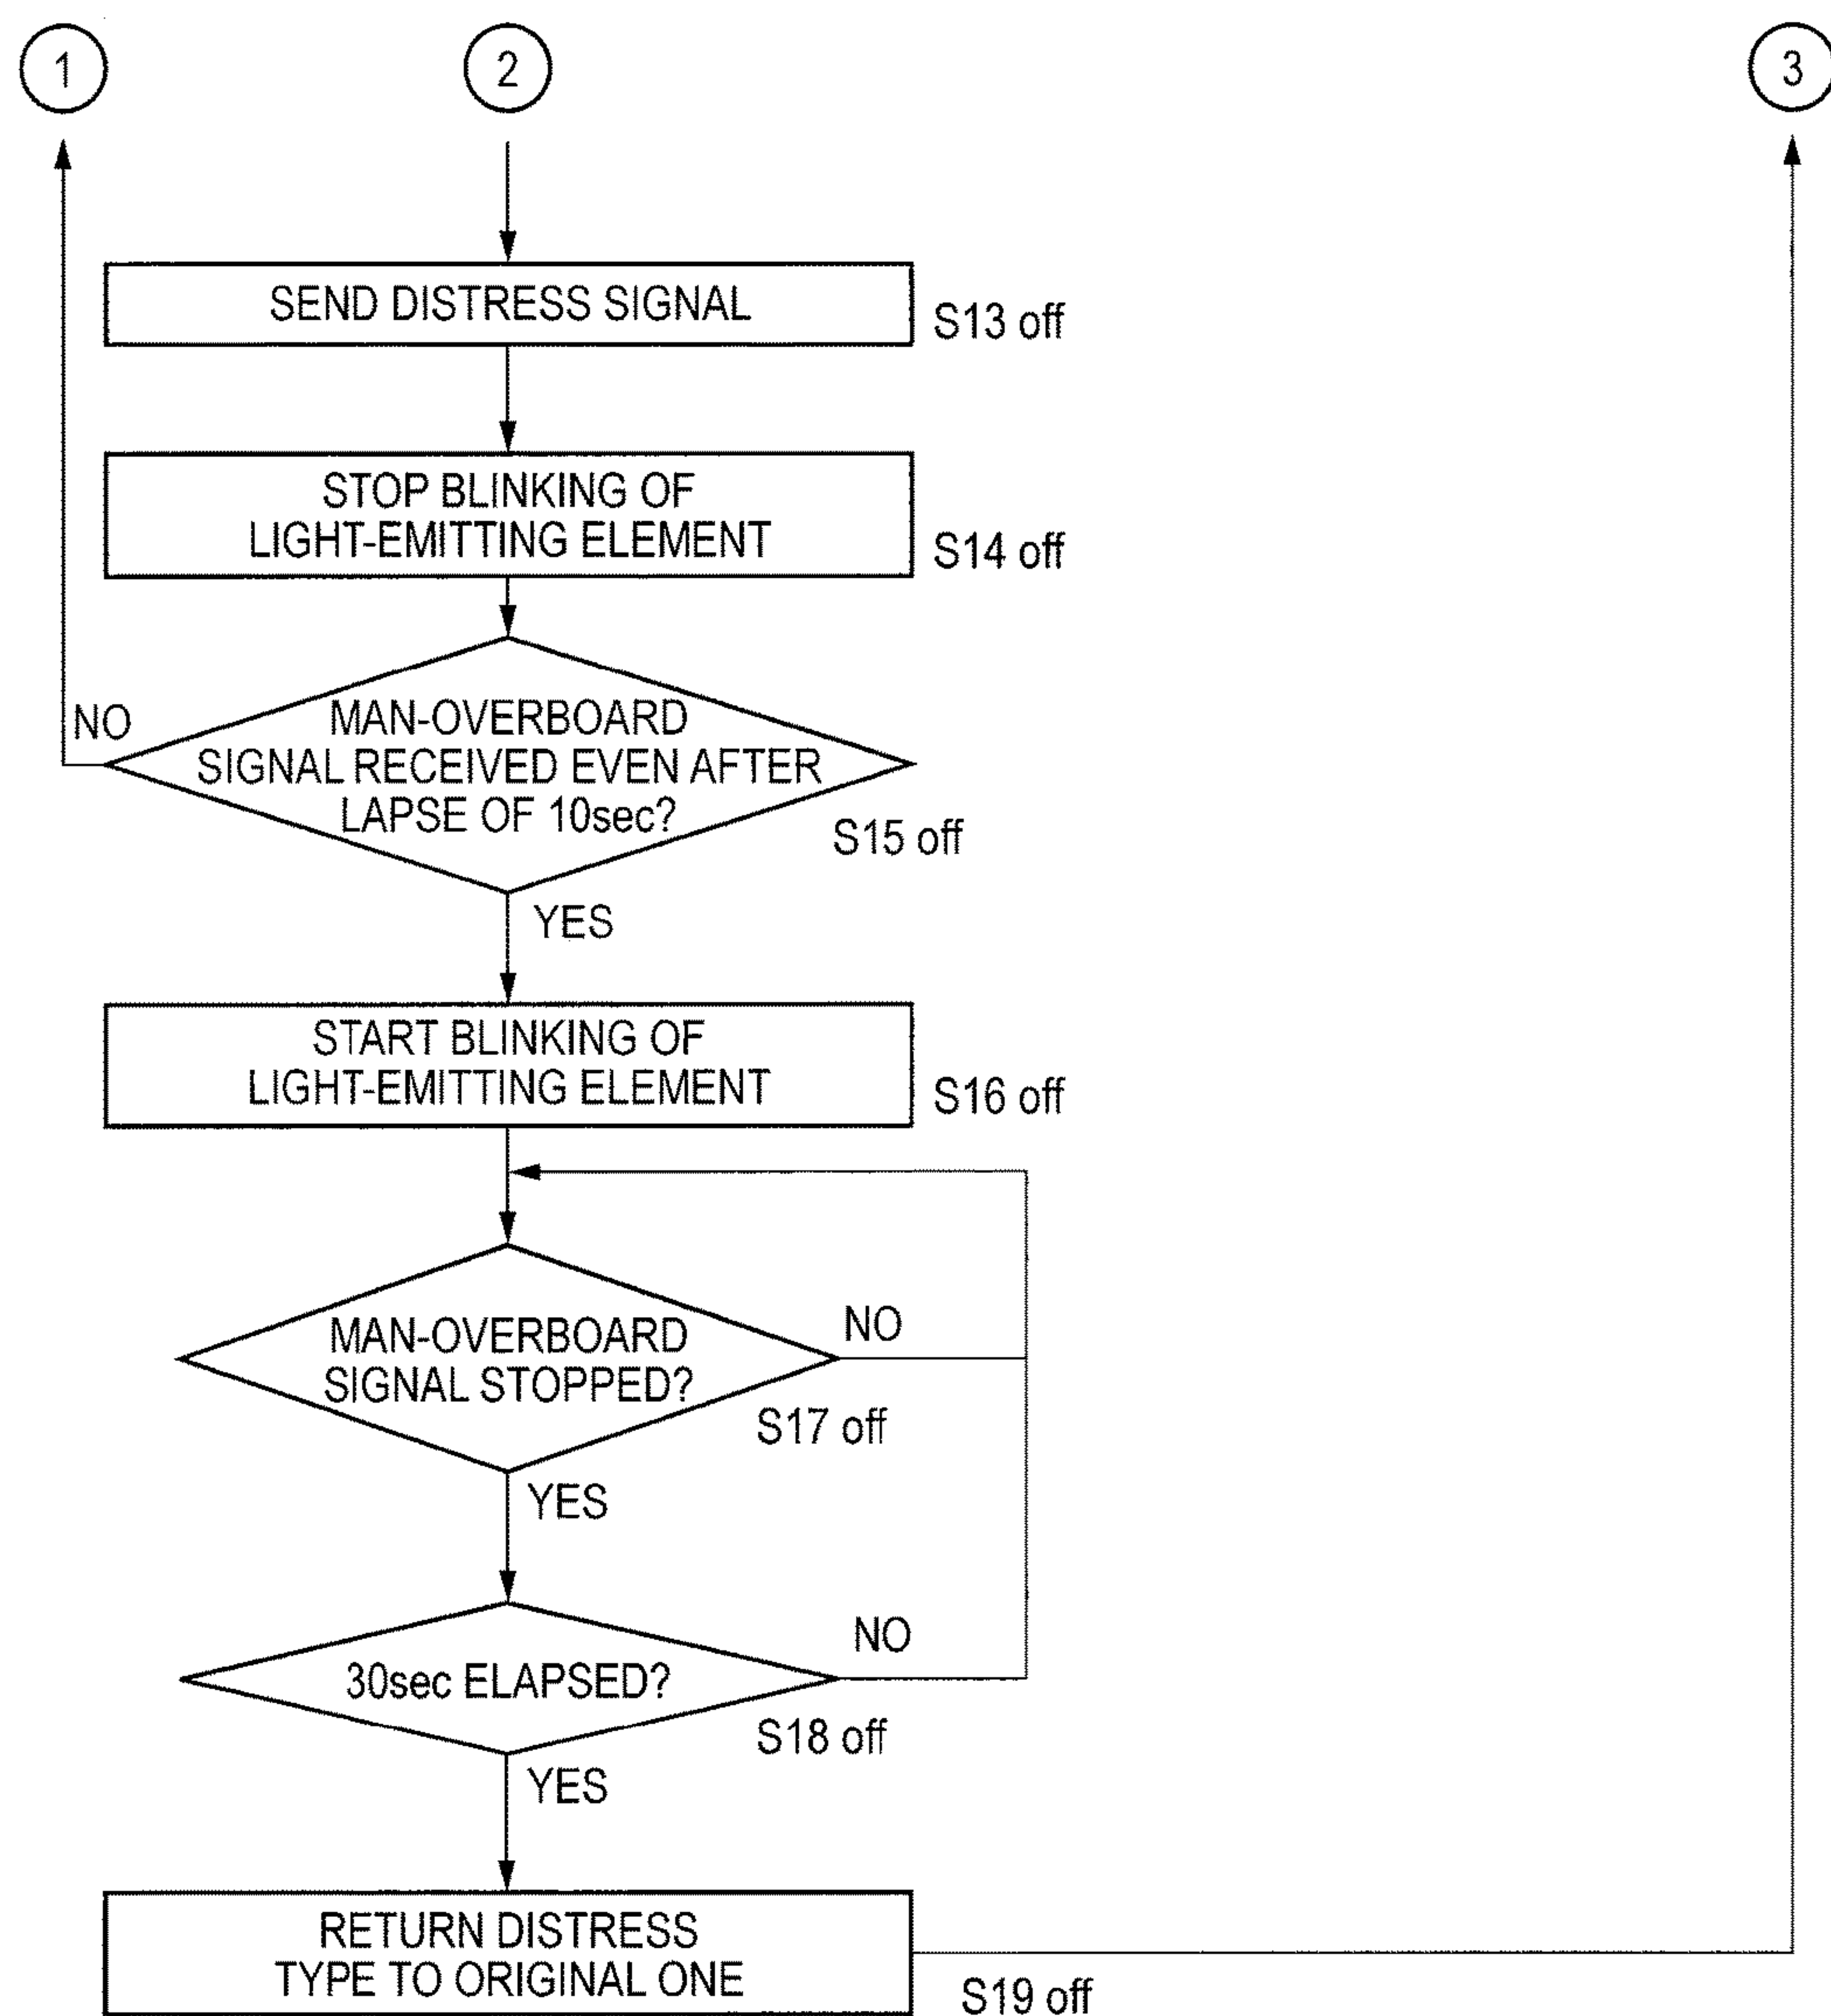 1
2
3
SEND DISTRESS SIGNAL
S13 off
STOP BLINKING OF
LIGHT-EMITTING ELEMENT
S14 off
NO
MAN-OVERBOARD
SIGNAL RECEIVED EVEN AFTER
LAPSE OF 10sec?
S15 off
YES
START BLINKING OF
LIGHT-EMITTING ELEMENT
S16 off
MAN-OVERBOARD
SIGNAL STOPPED?
NO
S17 off
YES
30sec ELAPSED?
NO
S18 off
YES
RETURN DISTRESS
TYPE TO ORIGINAL ONE
S19 off